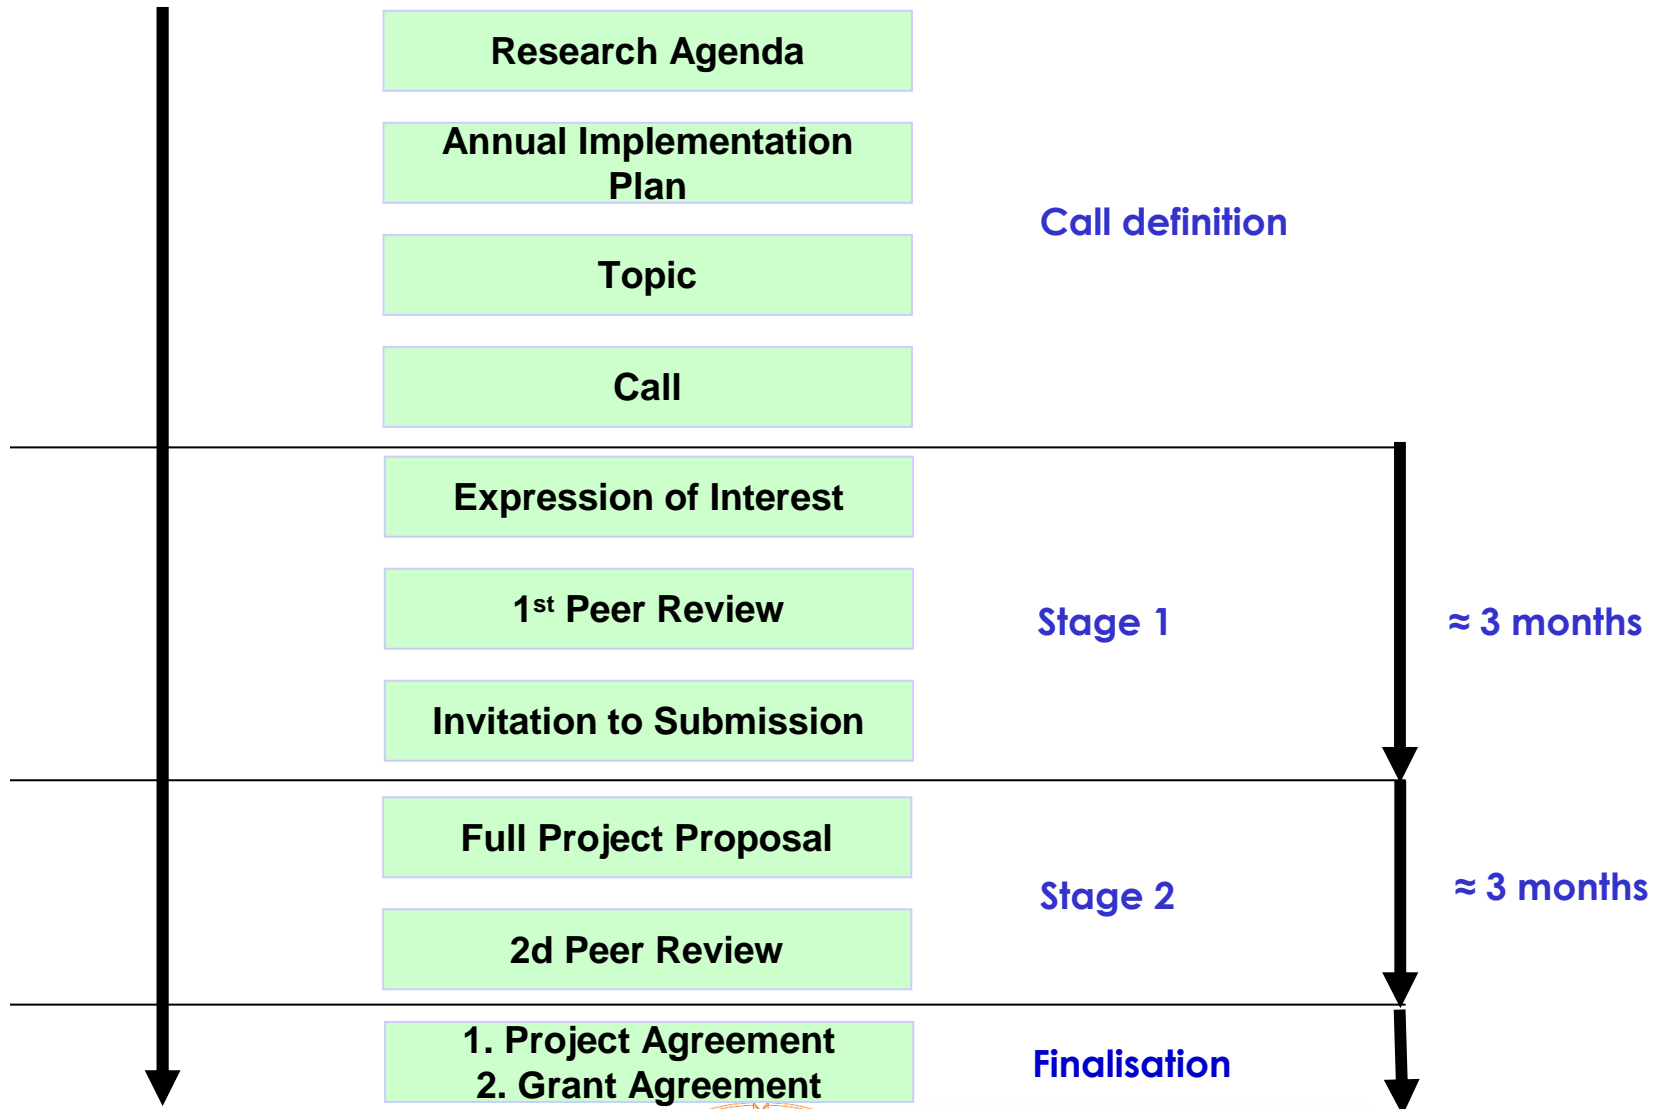 Research Agenda
Annual Implementation
Plan
Call definition
Topic
Call
Expression of Interest
1st Peer Review
Stage 1
≈ 3 months
Invitation to Submission
Full Project Proposal
Stage 2
≈ 3 months
2d Peer Review
1. Project Agreement
2. Grant Agreement
Finalisation